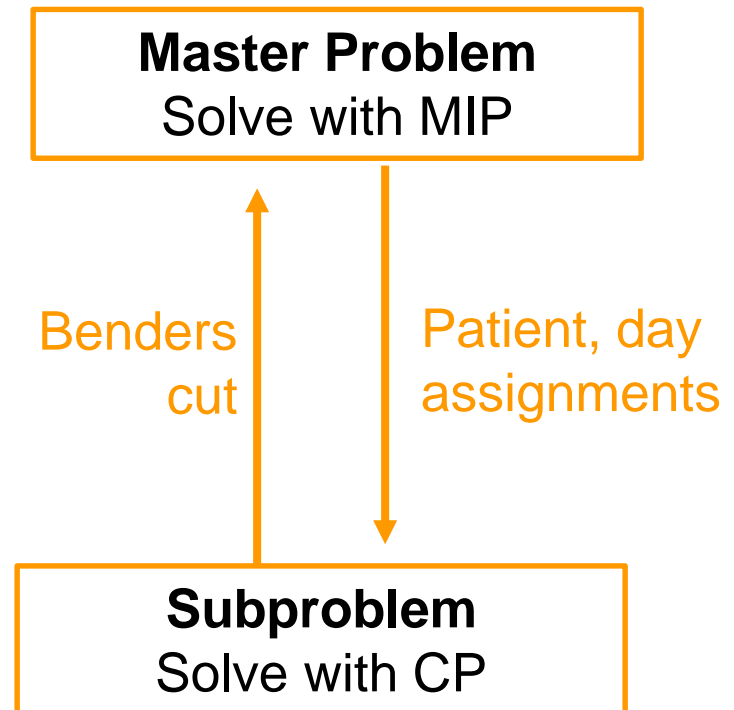 Master Problem
Solve with MIP
Benders
cut
Patient, day
assignments
Subproblem
Solve with CP